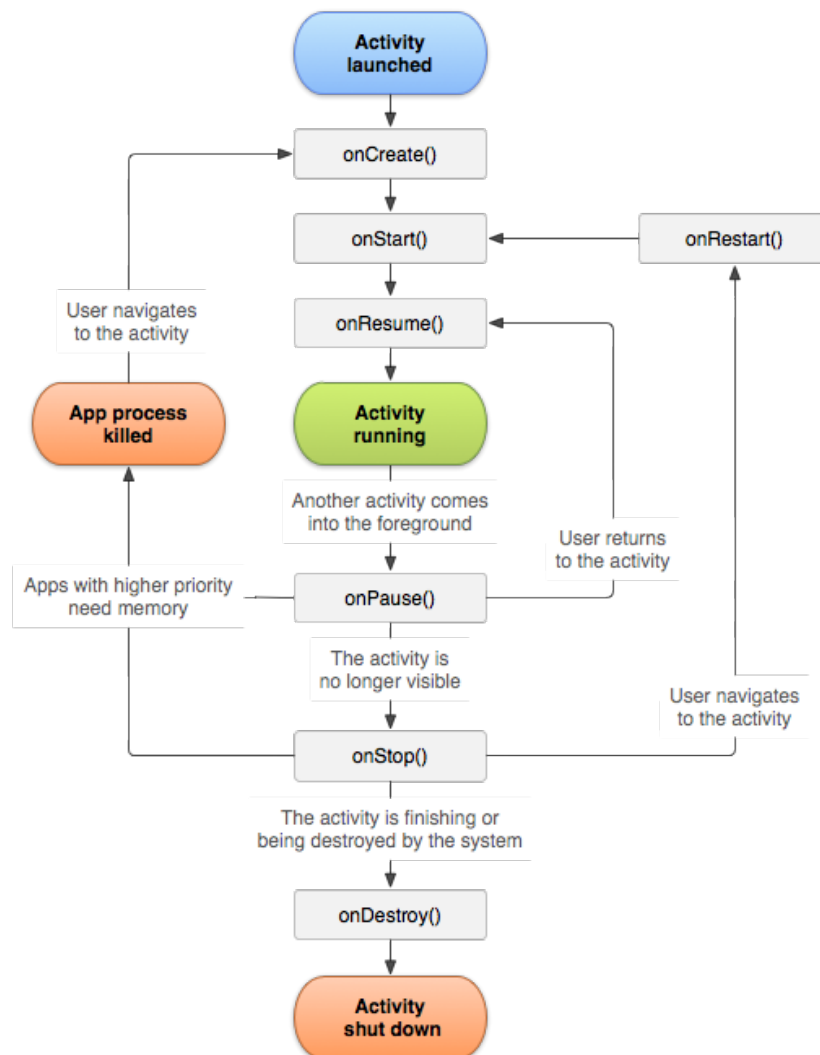 Activity
launched
onCreate()
onStart()
onRestart()
User navigates
to the activity
onResume()
App process
killed
Activity
running
Another activity comes
into the foreground
User returns
to the activity
Apps with higher priority
need memory
onPause()
The activity is
no longer visible
User navigates
to the activity
onStop()
The activity is finishing or
being destroyed by the system
onDestroy()
Activity
shut down